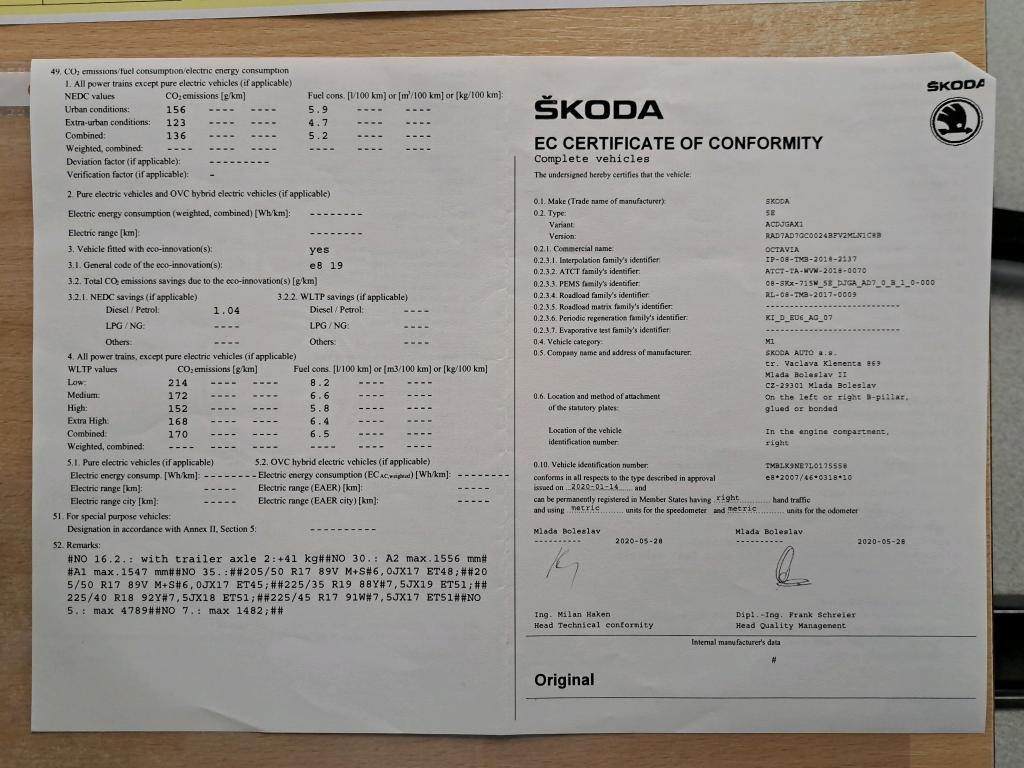 49. CO₂ emissions/fuel consumption/electric energy consumption
1. All power trains except pure electric vehicles (if applicable)
NEDC values CO₂ emissions [g/km] Fuel cons. [l/100 km] or [m³/100 km] or [kg/100 km]:
Urban conditions: 156 ---- ---- 5.9 ---- ----
Extra-urban conditions: 123 ---- ---- 4.7 ---- ----
Combined: 136 ---- ---- 5.2 ---- ----
Weighted, combined: ---- ---- ---- ---- ---- ----
Deviation factor (if applicable): ---------
Verification factor (if applicable): -
2. Pure electric vehicles and OVC hybrid electric vehicles (if applicable)
Electric energy consumption (weighted, combined) [Wh/km]: --------
Electric range [km]: --------
3. Vehicle fitted with eco-innovation(s): yes
3.1. General code of the eco-innovation(s): e8 19
3.2. Total CO₂ emissions savings due to the eco-innovation(s) [g/km]
3.2.1. NEDC savings (if applicable) 3.2.2. WLTP savings (if applicable)
Diesel / Petrol: 1.04 Diesel / Petrol: ----
LPG / NG: ---- LPG / NG: ----
Others: ---- Others: ----
4. All power trains, except pure electric vehicles (if applicable)
WLTP values CO₂ emissions [g/km] Fuel cons. [l/100 km] or [m3/100 km] or [kg/100 km]
Low: 214 ---- ---- 8.2 ---- ----
Medium: 172 ---- ---- 6.6 ---- ----
High: 152 ---- ---- 5.8 ---- ----
Extra High: 168 ---- ---- 6.4 ---- ----
Combined: 170 ---- ---- 6.5 ---- ----
Weighted, combined: ---- ---- ---- ---- ---- ----
5.1. Pure electric vehicles (if applicable) 5.2. OVC hybrid electric vehicles (if applicable)
Electric energy consump. [Wh/km]: -------- Electric energy consumption (EC AC,weighted) [Wh/km]: --------
Electric range [km]: ----- Electric range (EAER) [km]: -----
Electric range city [km]: ----- Electric range (EAER city) [km]: -----
51. For special purpose vehicles:
Designation in accordance with Annex II, Section 5: ----------
52. Remarks:
#NO 16.2.: with trailer axle 2:+41 kg##NO 30.: A2 max.1556 mm#
#A1 max.1547 mm##NO 35.:##205/50 R17 89V M+S#6,0JX17 ET48;##20
5/50 R17 89V M+S#6,0JX17 ET45;##225/35 R19 88Y#7,5JX19 ET51;##
225/40 R18 92Y#7,5JX18 ET51;##225/45 R17 91W#7,5JX17 ET51##NO
5.: max 4789##NO 7.: max 1482;##
ŠKODA
ŠKODA
EC CERTIFICATE OF CONFORMITY
Complete vehicles
The undersigned hereby certifies that the vehicle:
0.1. Make (Trade name of manufacturer): SKODA
0.2. Type: 5E
Variant: ACDJGAX1
Version: RAD7AD7GC0024BFV2MLN1C8B
0.2.1. Commercial name: OCTAVIA
0.2.3.1. Interpolation family's identifier: IP-08-TMB-2018-2137
0.2.3.2. ATCT family's identifier: ATCT-TA-WVW-2018-0070
0.2.3.3. PEMS family's identifier: 08-SKx-715W_5E_DJGA_AD7_0_B_1_0-000
0.2.3.4. Roadload family's identifier: RL-08-TMB-2017-0009
0.2.3.5. Roadload matrix family's identifier: --------------------------
0.2.3.6. Periodic regeneration family's identifier: KI_D_EU6_AG_07
0.2.3.7. Evaporative test family's identifier: --------------------------
0.4. Vehicle category: M1
0.5. Company name and address of manufacturer: SKODA AUTO a.s.
tr. Vaclava Klementa 869
Mlada Boleslav II
CZ-29301 Mlada Boleslav
0.6. Location and method of attachment On the left or right B-pillar,
of the statutory plates: glued or bonded
Location of the vehicle In the engine compartment,
identification number: right
0.10. Vehicle identification number: TMBLK9NE7L0175558
conforms in all respects to the type described in approval e8*2007/46*0318*10
issued on 2020-01-14 and
can be permanently registered in Member States having right hand traffic
and using metric units for the speedometer and metric units for the odometer
Mlada Boleslav Mlada Boleslav
---------- 2020-05-28 ---------- 2020-05-28
Ing. Milan Haken Dipl.-Ing. Frank Schreier
Head Technical conformity Head Quality Management
Internal manufacturer's data
#
Original